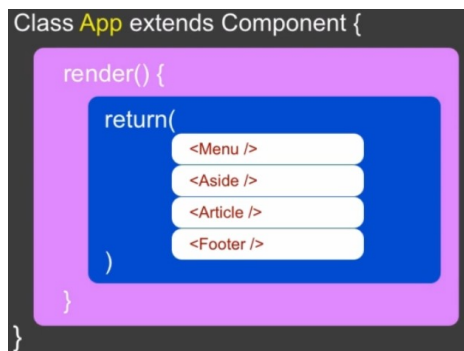 Class App extends Component {
render() {
return(
<Menu />
<Aside />
<Article />
<Footer />
)
}
}